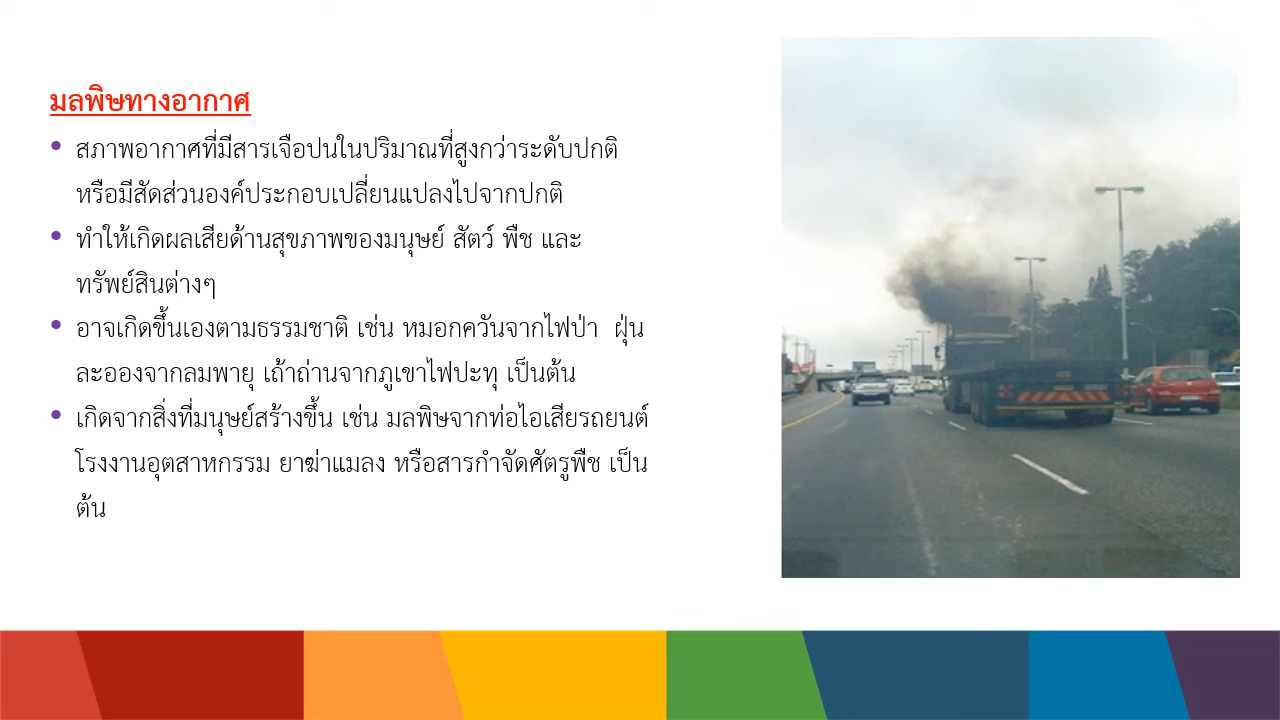 มลพิษทางอากาศ
• สภาพอากาศที่มีสารเจือปนในปริมาณที่สูงกว่าระดับปกติ
หรือมีสัดส่วนองค์ประกอบเปลี่ยนแปลงไปจากปกติ
• ทำให้เกิดผลเสียด้านสุขภาพของมนุษย์ สัตว์ พืช และ
ทรัพย์สินต่างๆ
• อาจเกิดขึ้นเองตามธรรมชาติ เช่น หมอกควันจากไฟป่า  ฝุ่น
ละอองจากลมพายุ เถ้าถ่านจากภูเขาไฟปะทุ เป็นต้น
• เกิดจากสิ่งที่มนุษย์สร้างขึ้น เช่น มลพิษจากท่อไอเสียรถยนต์
โรงงานอุตสาหกรรม ยาฆ่าแมลง หรือสารกำจัดศัตรูพืช เป็น
ต้น